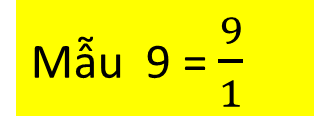 Mẫu 9 = 9/1